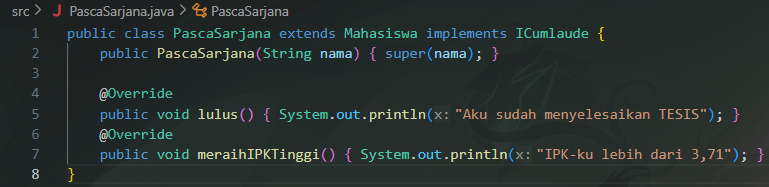 src > J PascaSarjana.java > PascaSarjana
1 public class PascaSarjana extends Mahasiswa implements ICumlaude {
2 public PascaSarjana(String nama) { super(nama); }
3
4 @Override
5 public void lulus() { System.out.println(x:"Aku sudah menyelesaikan TESIS"); }
6 @Override
7 public void meraihIPKTinggi() { System.out.println(x:"IPK-ku lebih dari 3,71"); }
8 }